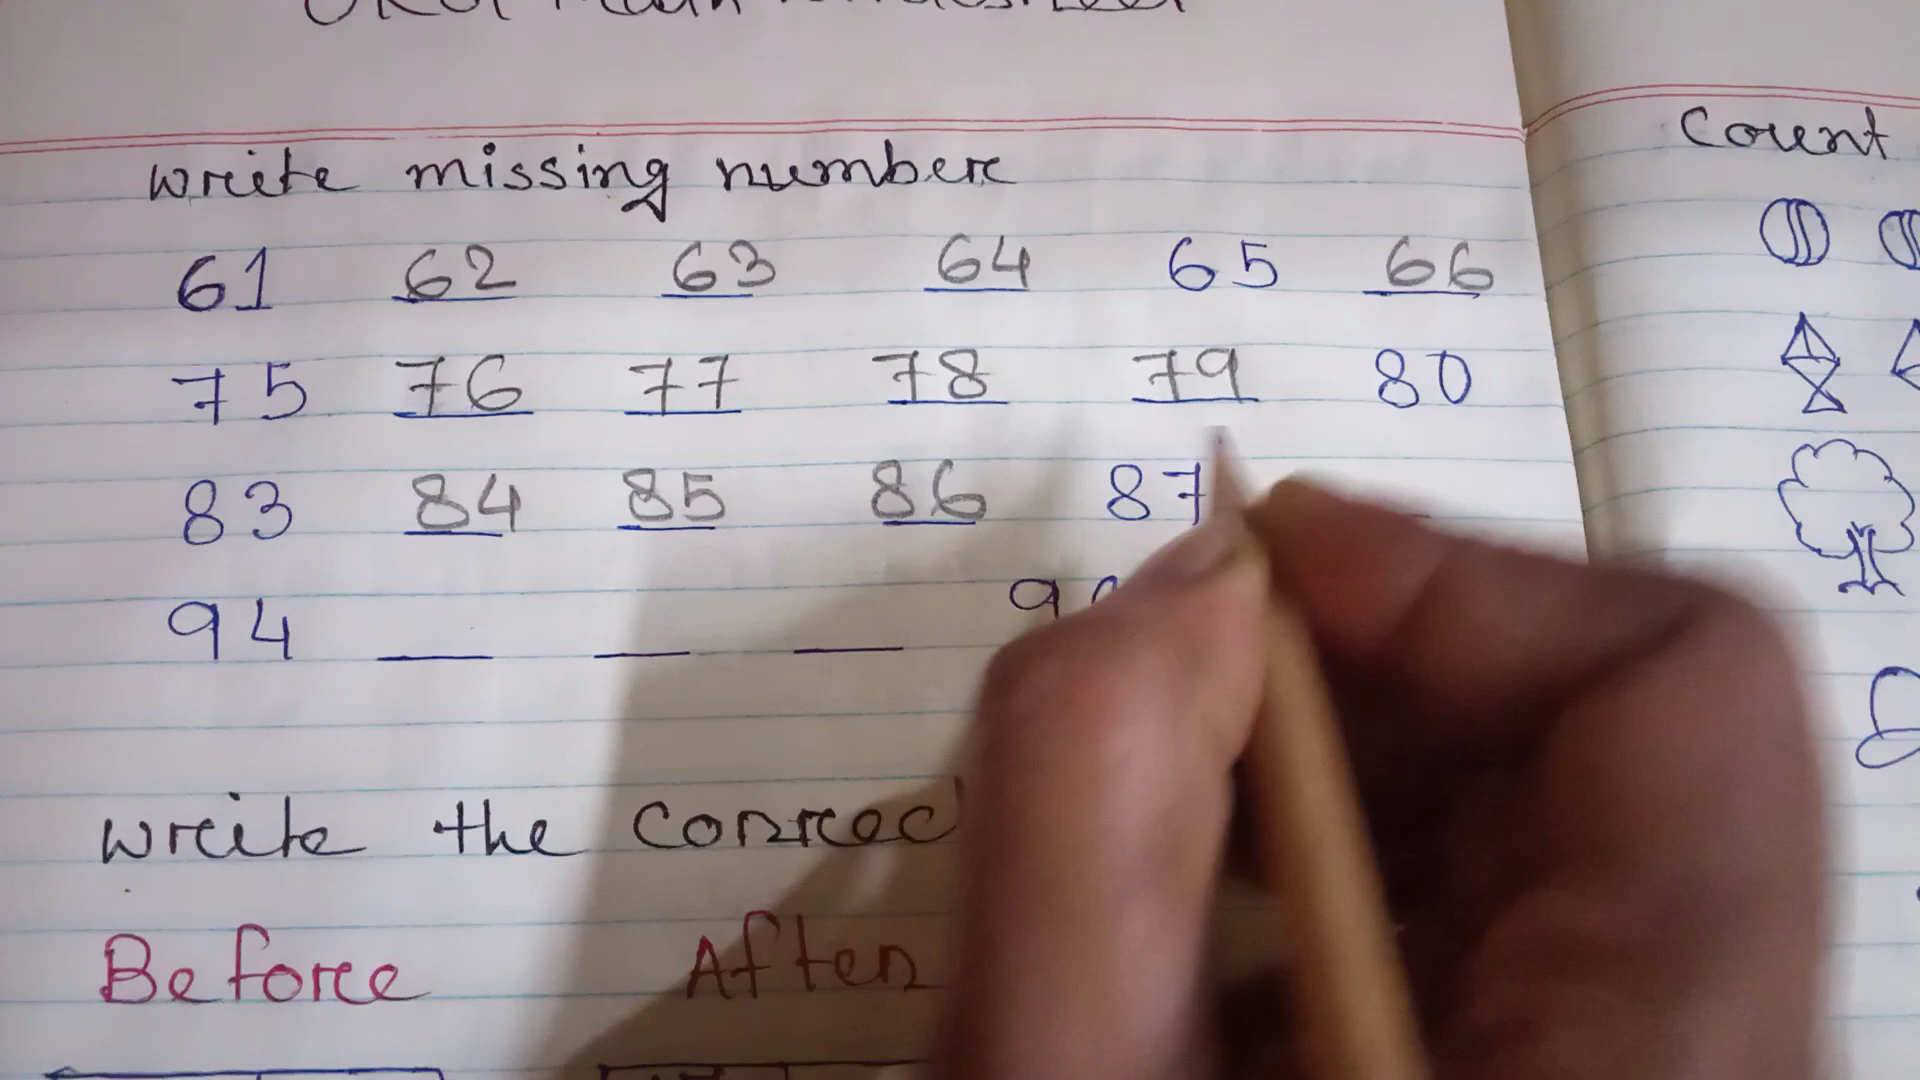 write missing number
61 62 63 64 65 66
75 76 77 78 79 80
83 84 85 86 87
94
write the
Before After
Count